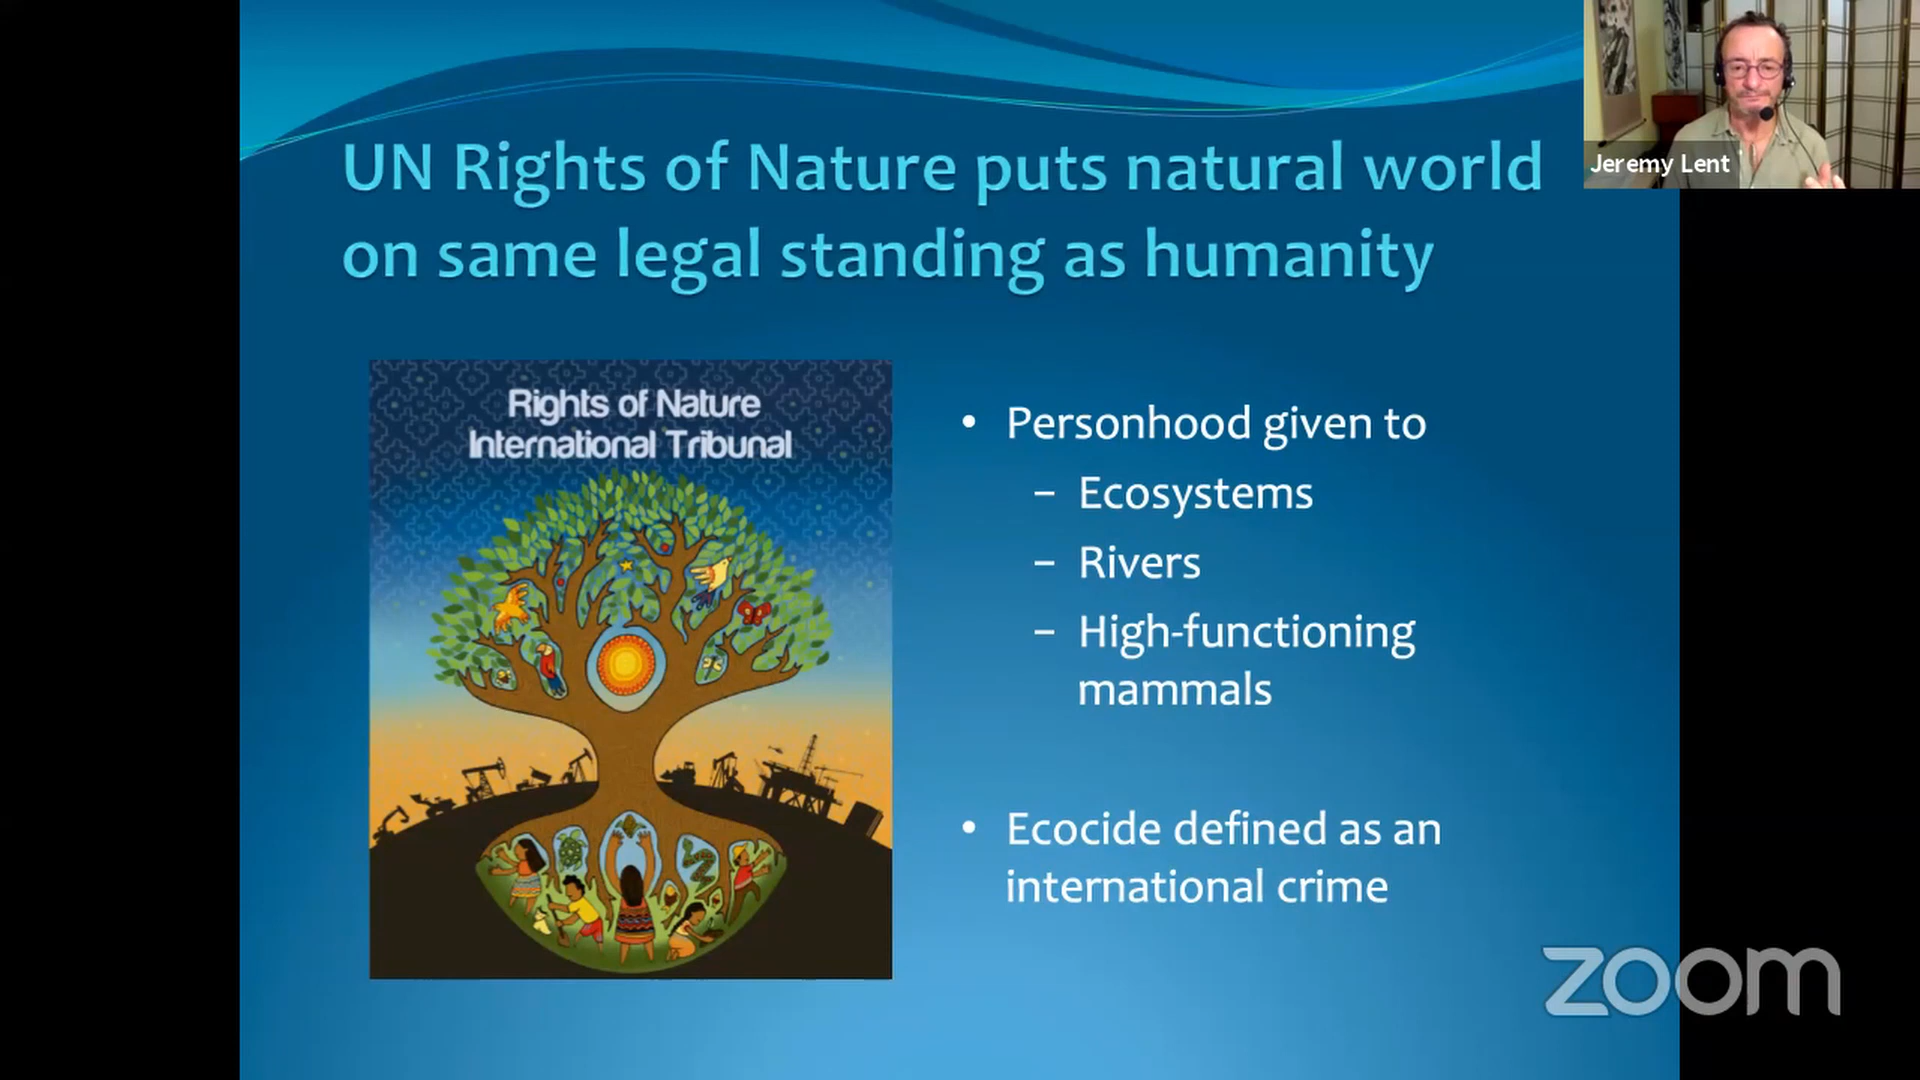 UN Rights of Nature puts natural world
on same legal standing as humanity
Jeremy Lent
Rights of Nature
International Tribunal
• Personhood given to
– Ecosystems
– Rivers
– High-functioning
mammals
• Ecocide defined as an
international crime
zoom